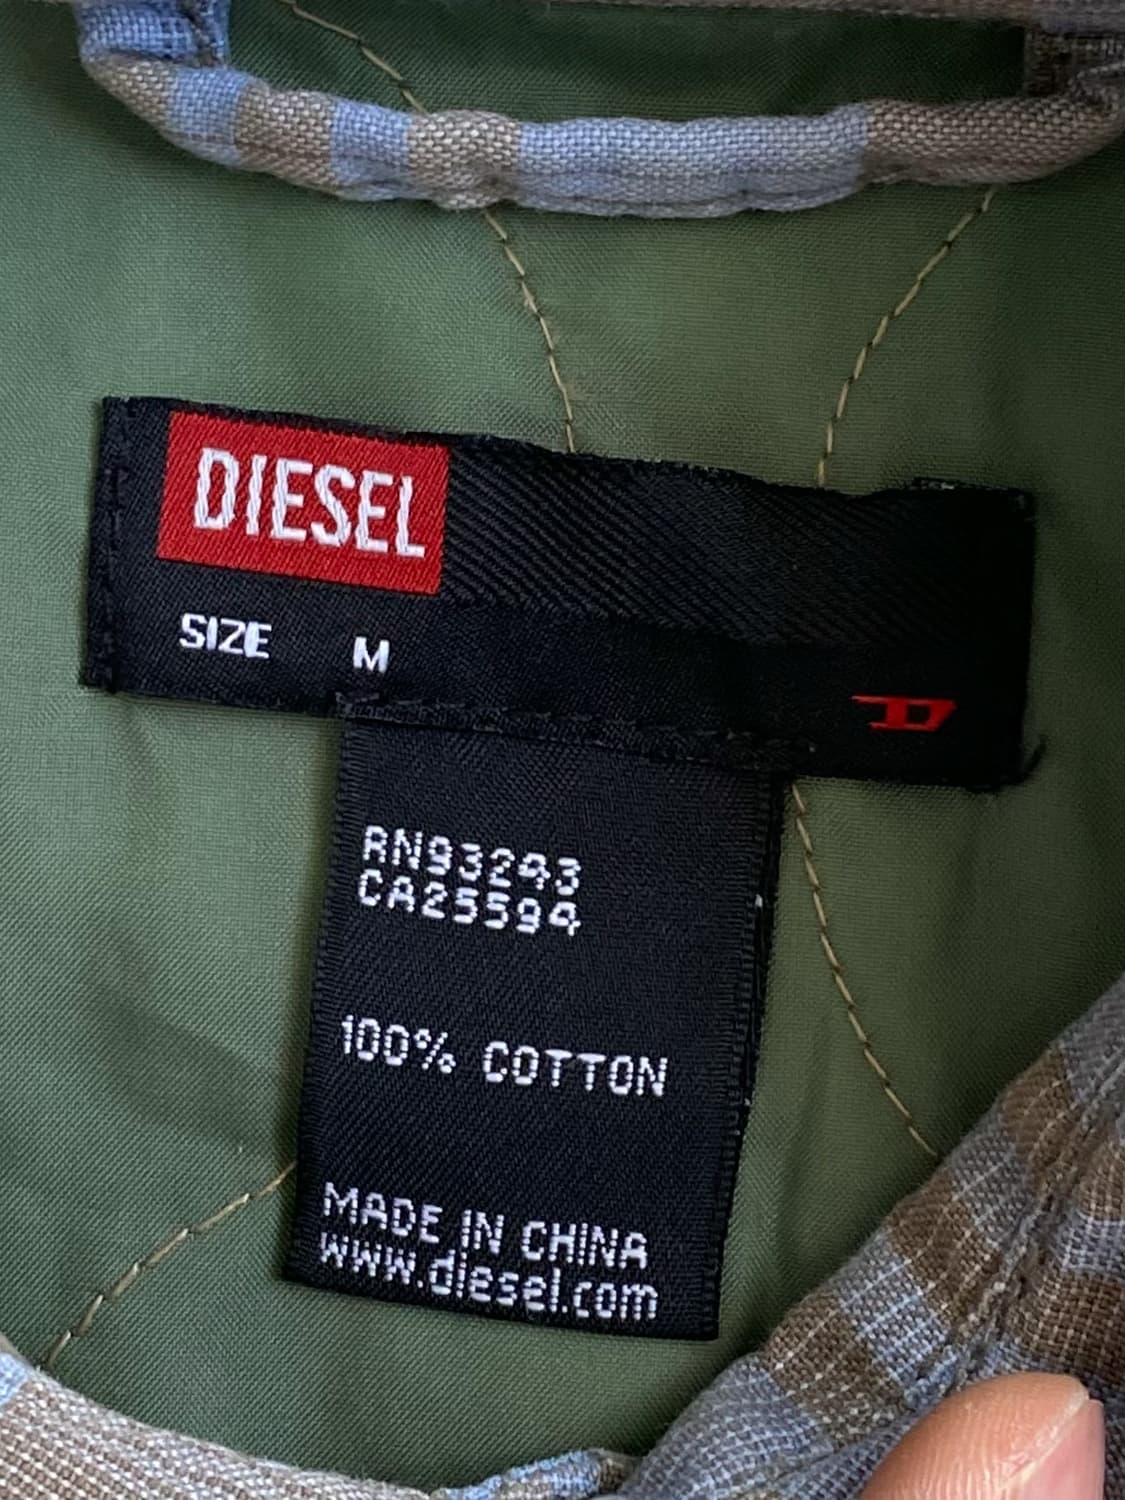 DIESEL
SIZE M
D
RN93243
CA25594
100% COTTON
MADE IN CHINA
www.diesel.com